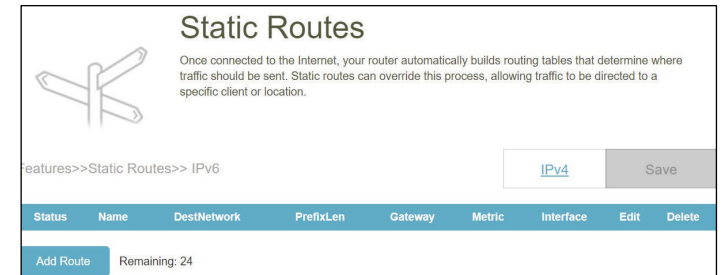 Static Routes
Once connected to the Internet, your router automatically builds routing tables that determine where
traffic should be sent. Static routes can override this process, allowing traffic to be directed to a
specific client or location.
Features>>Static Routes>> IPv6
IPv4
Save
Status Name DestNetwork PrefixLen Gateway Metric Interface Edit Delete
Add Route Remaining: 24